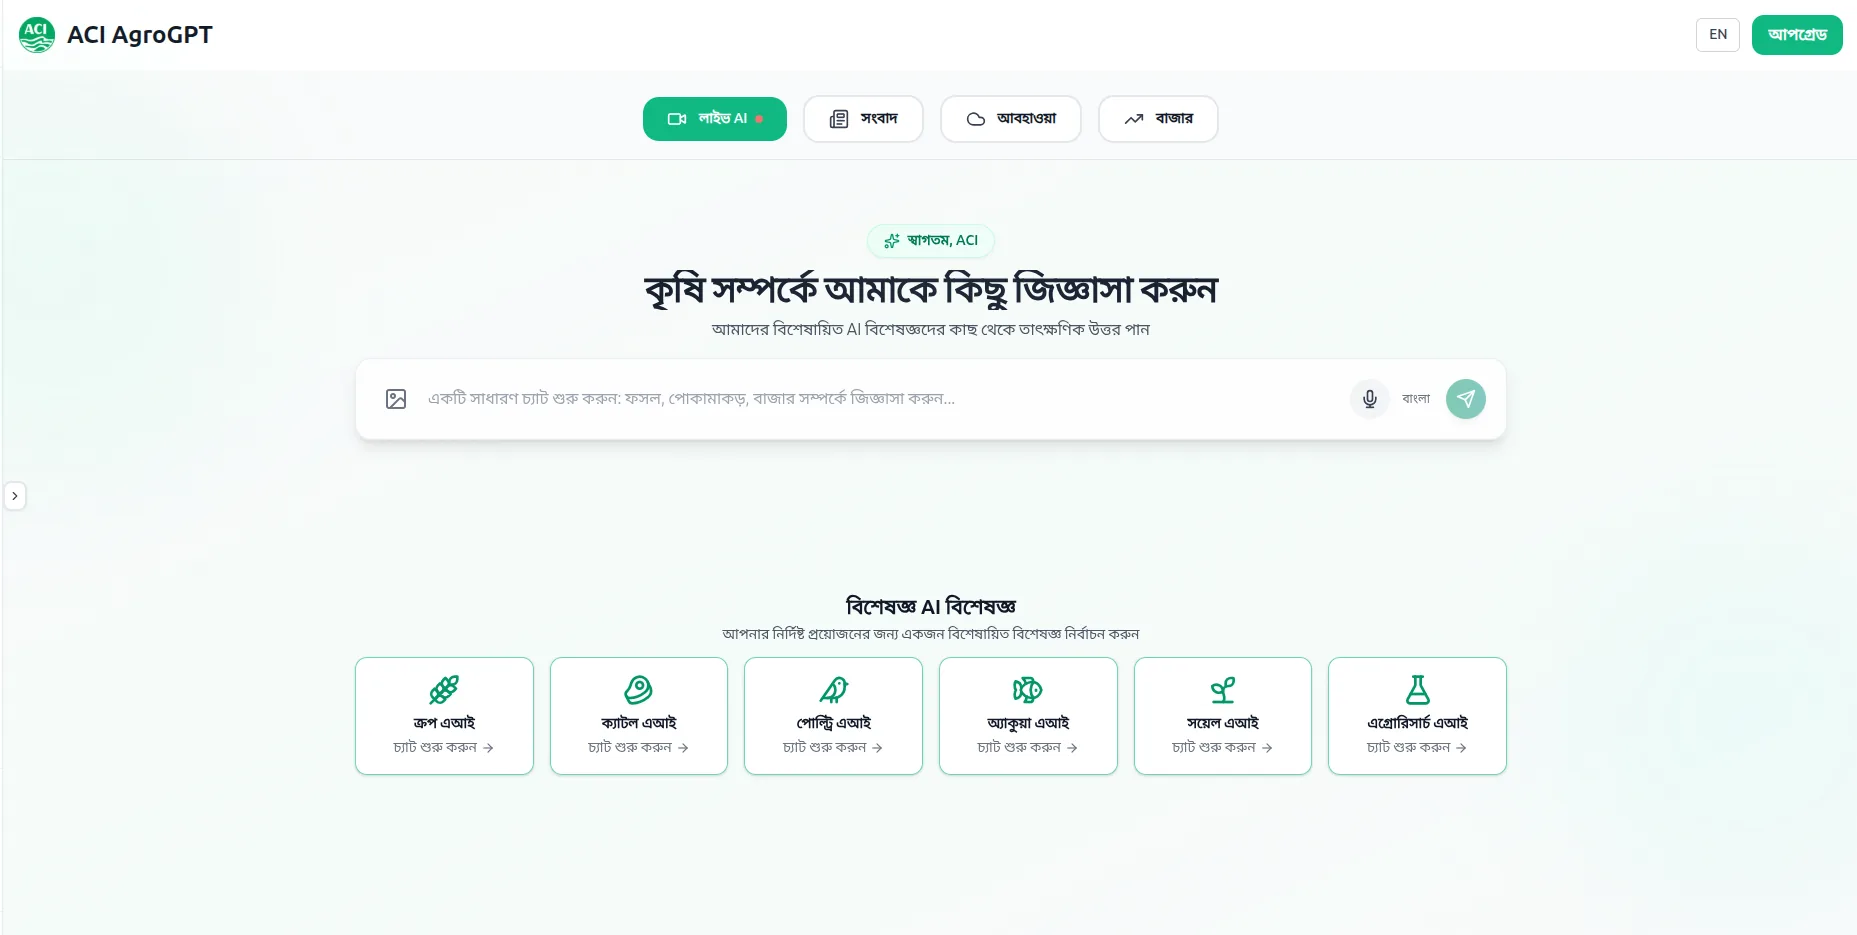 ACI
ACI AgroGPT
EN
আপগ্রেড
লাইভ AI
সংবাদ
আবহাওয়া
বাজার
স্বাগতম, ACI
কৃষি সম্পর্কে আমাকে কিছু জিজ্ঞাসা করুন
আমাদের বিশেষায়িত AI বিশেষজ্ঞদের কাছ থেকে তাৎক্ষণিক উত্তর পান
একটি সাধারণ চ্যাট শুরু করুন: ফসল, পোকামাকড়, বাজার সম্পর্কে জিজ্ঞাসা করুন...
বাংলা
বিশেষজ্ঞ AI বিশেষজ্ঞ
আপনার নির্দিষ্ট প্রয়োজনের জন্য একজন বিশেষায়িত বিশেষজ্ঞ নির্বাচন করুন
ক্রপ এআই
চ্যাট শুরু করুন →
ক্যাটল এআই
চ্যাট শুরু করুন →
পোল্ট্রি এআই
চ্যাট শুরু করুন →
অ্যাকুয়া এআই
চ্যাট শুরু করুন →
সয়েল এআই
চ্যাট শুরু করুন →
এগ্রোরিসার্চ এআই
চ্যাট শুরু করুন →